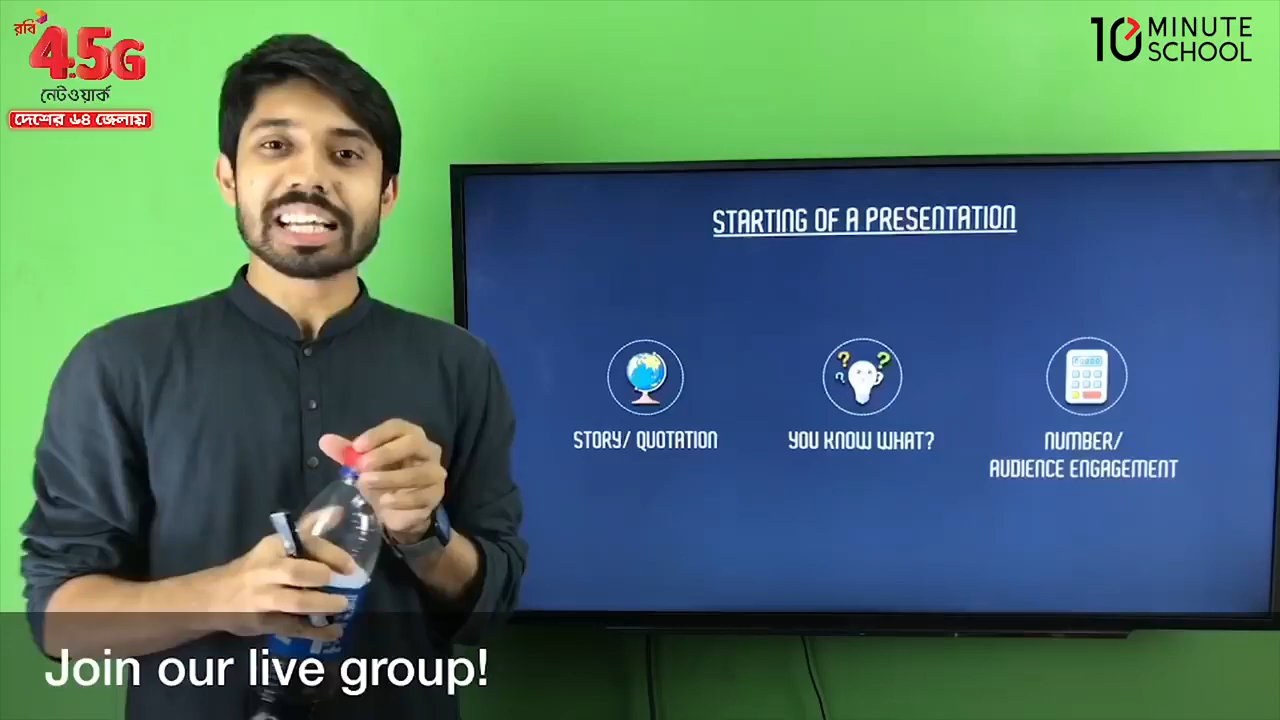 রবি
4.5G
নেটওয়ার্ক
দেশের ৬৪ জেলায়
10 MINUTE
SCHOOL
STARTING OF A PRESENTATION
STORY/ QUOTATION
YOU KNOW WHAT?
NUMBER/
AUDIENCE ENGAGEMENT
Join our live group!